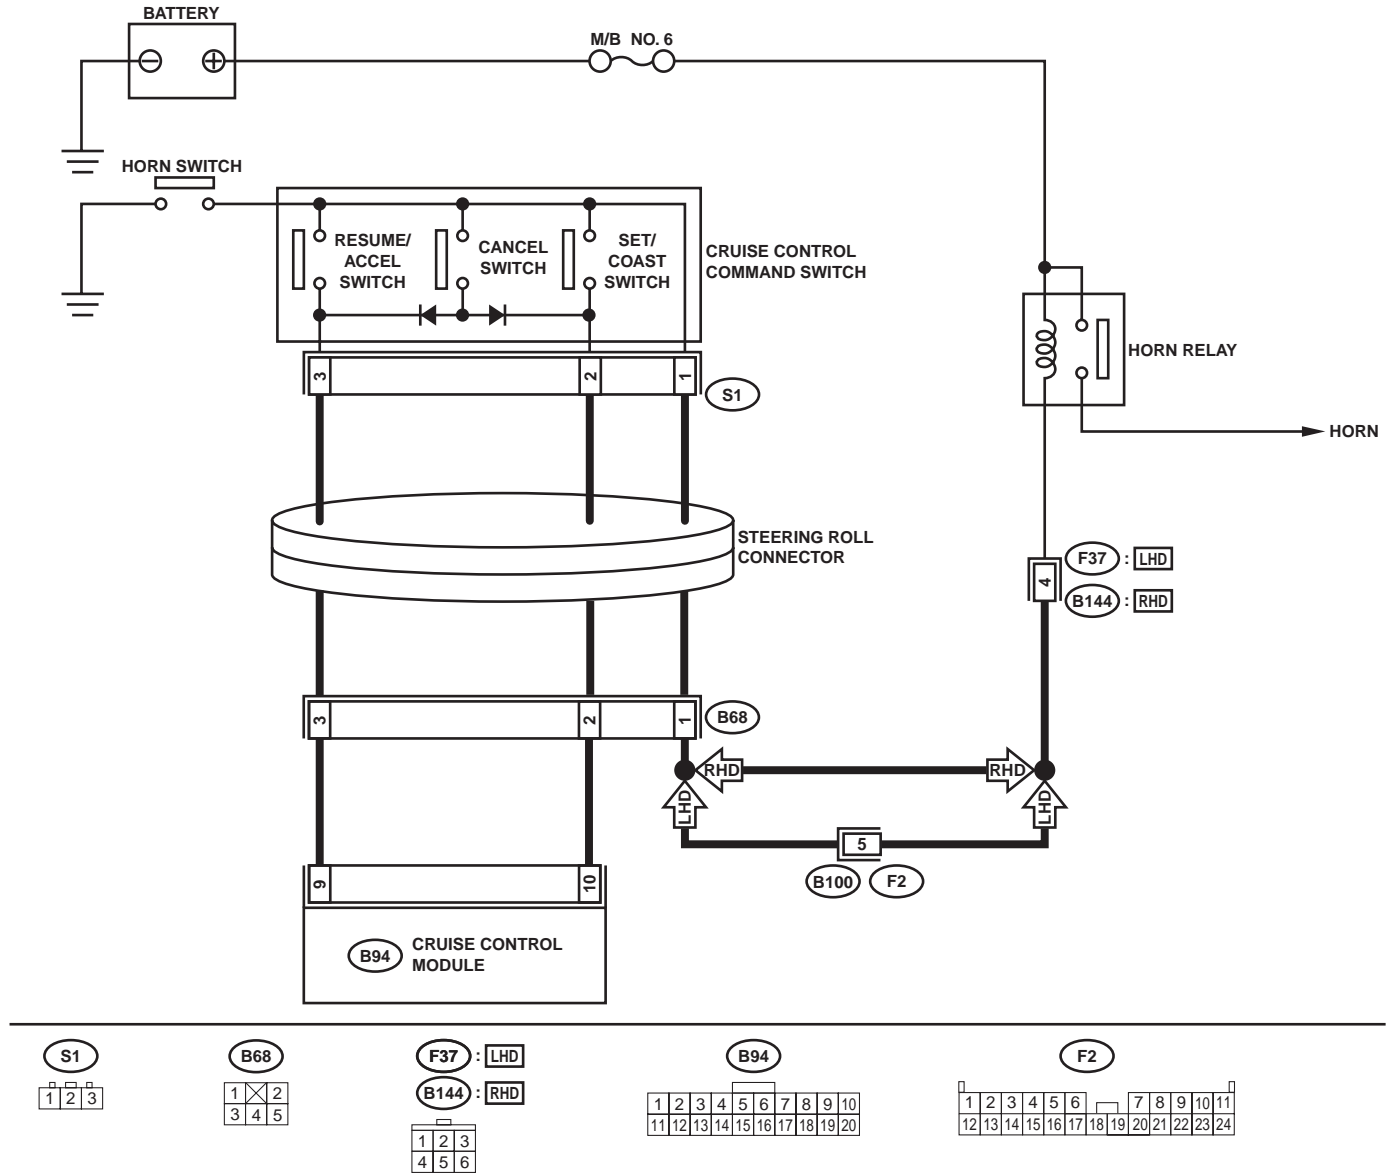 BATTERY
M/B NO. 6
HORN SWITCH
RESUME/
ACCEL
SWITCH
CANCEL
SWITCH
SET/
COAST
SWITCH
CRUISE CONTROL
COMMAND SWITCH
HORN RELAY
HORN
3
2
1
S1
STEERING ROLL
CONNECTOR
4
F37 : LHD
B144 : RHD
3
2
1
B68
RHD
RHD
LHD
LHD
5
B100
F2
9
10
B94
CRUISE CONTROL
MODULE
S1
1 2 3
B68
1 2
3 4 5
F37 : LHD
B144 : RHD
1 2 3
4 5 6
B94
1 2 3 4 5 6 7 8 9 10
11 12 13 14 15 16 17 18 19 20
F2
1 2 3 4 5 6 7 8 9 10 11
12 13 14 15 16 17 18 19 20 21 22 23 24